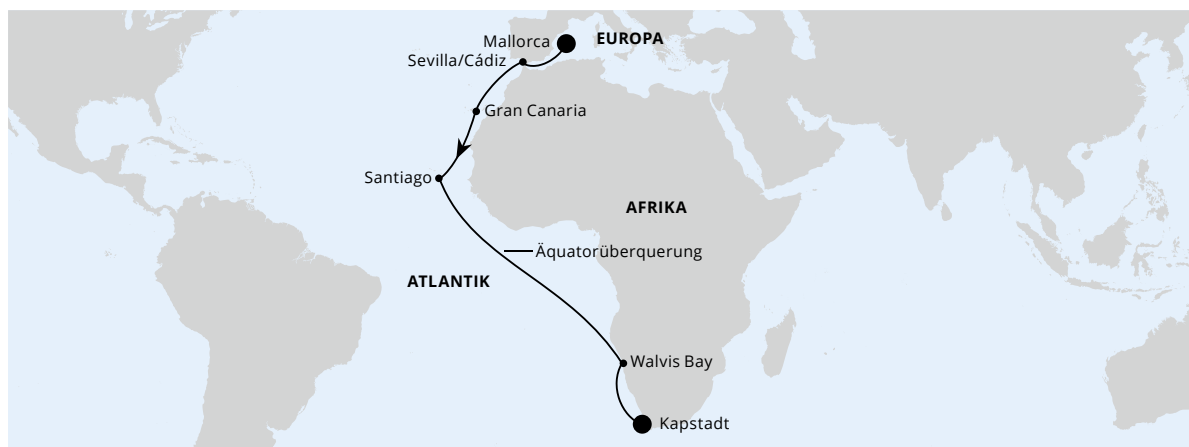 Mallorca
EUROPA
Sevilla/Cádiz
Gran Canaria
Santiago
AFRIKA
Äquatorüberquerung
ATLANTIK
Walvis Bay
Kapstadt